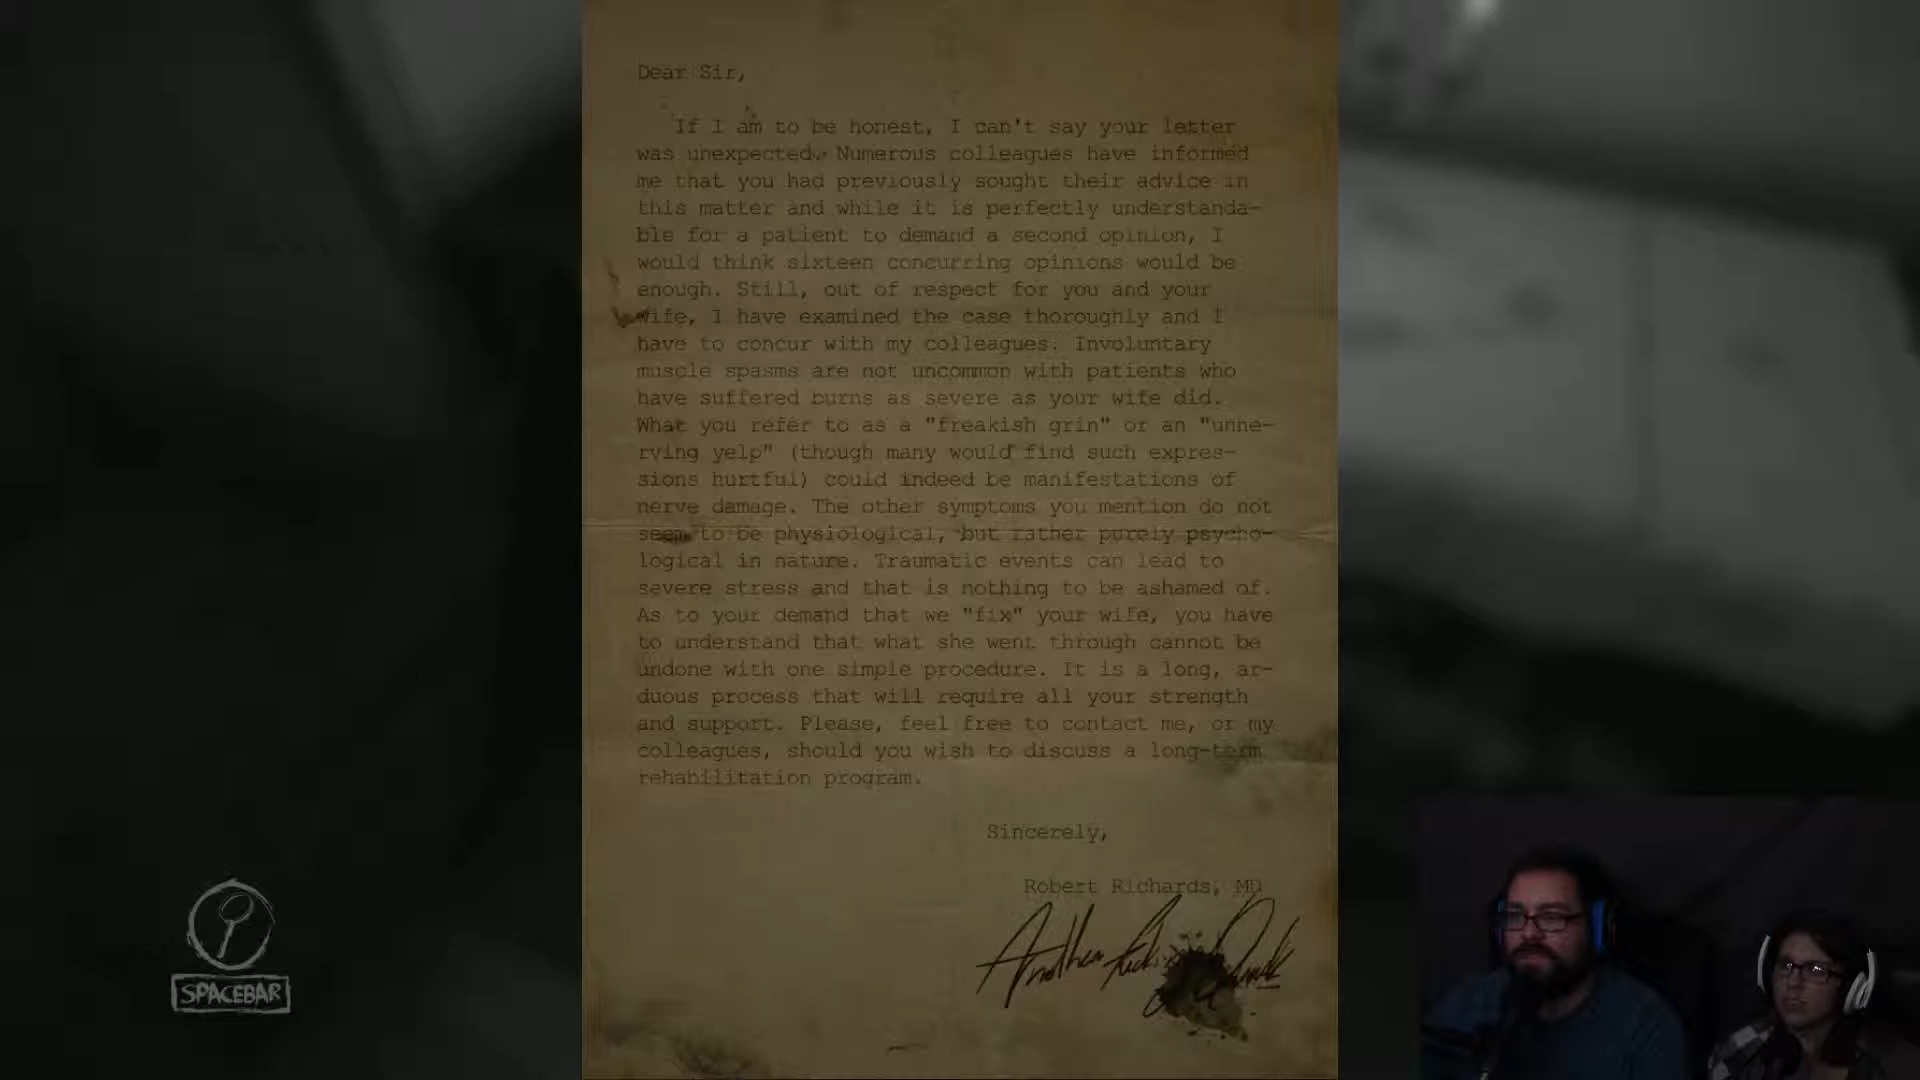 Dear Sir,
If I am to be honest, I can't say your letter
was unexpected. Numerous colleagues have informed
me that you had previously sought their advice in
this matter and while it is perfectly understanda-
ble for a patient to demand a second opinion, I
would think sixteen concurring opinions would be
enough. Still, out of respect for you and your
wife, I have examined the case thoroughly and I
have to concur with my colleagues. Involuntary
muscle spasms are not uncommon with patients who
have suffered burns as severe as your wife did.
What you refer to as a "freakish grin" or an "unne-
rving yelp" (though many would find such expres-
sions hurtful) could indeed be manifestations of
nerve damage. The other symptoms you mention do not
seem to be physiological, but rather purely psycho-
logical in nature. Traumatic events can lead to
severe stress and that is nothing to be ashamed of.
As to your demand that we "fix" your wife, you have
to understand that what she went through cannot be
undone with one simple procedure. It is a long, ar-
duous process that will require all your strength
and support. Please, feel free to contact me, or my
colleagues, should you wish to discuss a long-term
rehabilitation program.
Sincerely,
Robert Richards, MD
Another
SPACEBAR